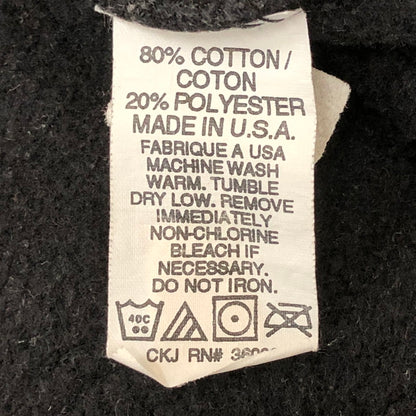 80% COTTON/
COTON
20% POLYESTER
MADE IN U.S.A.
FABRIQUE A USA
MACHINE WASH
WARM. TUMBLE
DRY LOW. REMOVE
IMMEDIATELY
NON-CHLORINE
BLEACH IF
NECESSARY.
DO NOT IRON.
40C
CKJ RN#